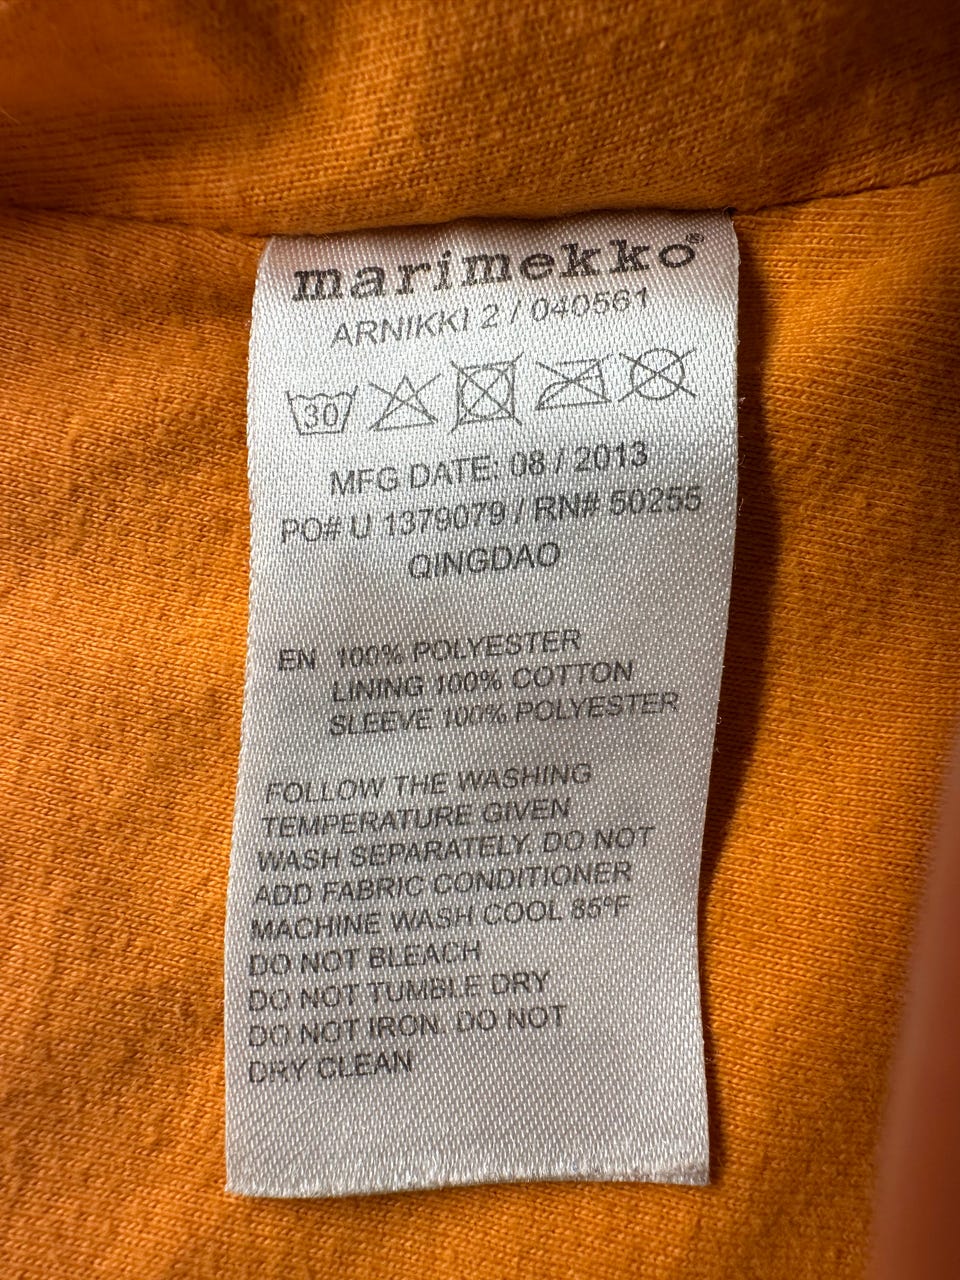 marimekko®
ARNIKKI 2 / 040561
30
MFG DATE: 08 / 2013
PO# U 1379079 / RN# 50255
QINGDAO
EN 100% POLYESTER
LINING 100% COTTON
SLEEVE 100% POLYESTER
FOLLOW THE WASHING
TEMPERATURE GIVEN
WASH SEPARATELY. DO NOT
ADD FABRIC CONDITIONER
MACHINE WASH COOL 85ºF
DO NOT BLEACH
DO NOT TUMBLE DRY
DO NOT IRON. DO NOT
DRY CLEAN